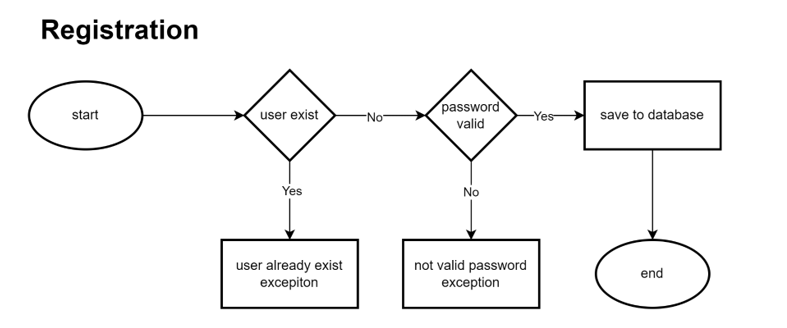 Registration
start
user exist
No
password
valid
Yes
save to database
Yes
No
user already exist
excepiton
not valid password
exception
end